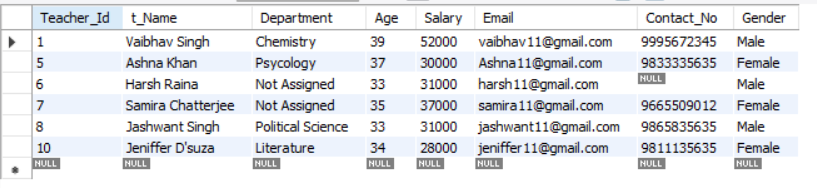 Teacher_Id t_Name Department Age Salary Email Contact_No Gender
1 Vaibhav Singh Chemistry 39 52000 vaibhav11@gmail.com 9995672345 Male
5 Ashna Khan Psycology 37 30000 Ashna11@gmail.com 9833335635 Female
6 Harsh Raina Not Assigned 33 31000 harsh11@gmail.com NULL Male
7 Samira Chatterjee Not Assigned 35 37000 samira11@gmail.com 9665509012 Female
8 Jashwant Singh Political Science 33 31000 jashwant11@gmail.com 9865835635 Male
10 Jeniffer D'suza Literature 34 28000 jeniffer11@gmail.com 9811135635 Female
NULL NULL NULL NULL NULL NULL NULL NULL